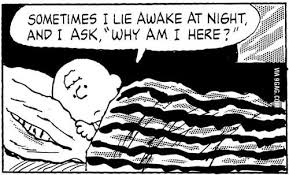 SOMETIMES I LIE AWAKE AT NIGHT,
AND I ASK, "WHY AM I HERE?"
VIA 9GAG.COM